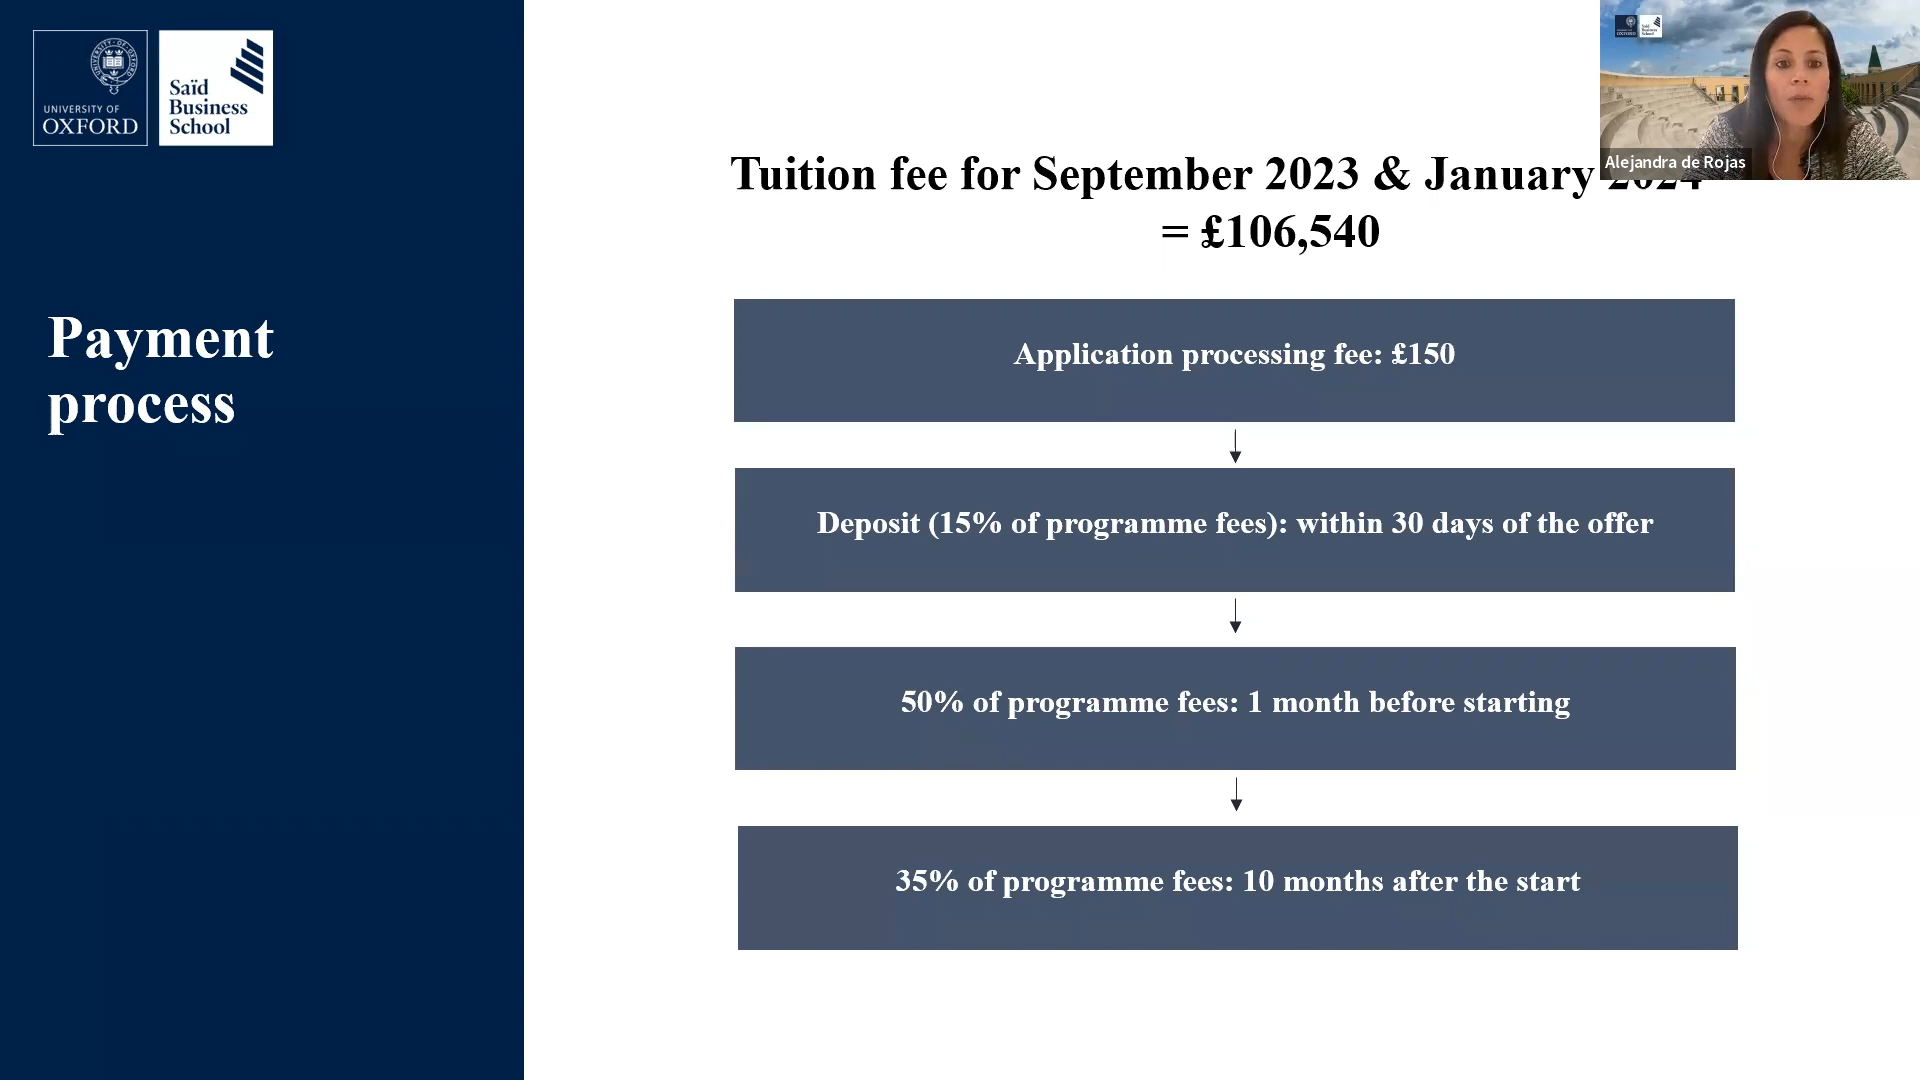 UNIVERSITY OF
OXFORD
Saïd
Business
School
Payment
process
Tuition fee for September 2023 & January 2024
= £106,540
Application processing fee: £150
Deposit (15% of programme fees): within 30 days of the offer
50% of programme fees: 1 month before starting
35% of programme fees: 10 months after the start
Alejandra de Rojas